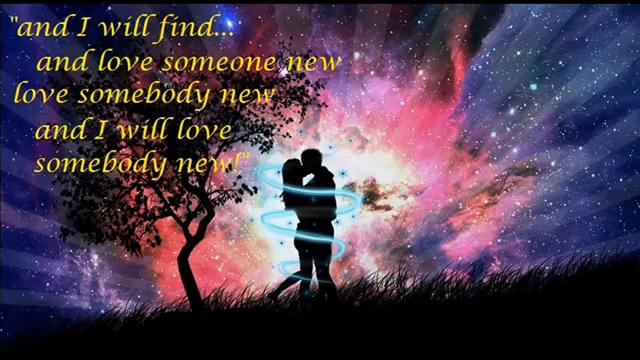 "and I will find...
and love someone new
love somebody new
and I will love
somebody new!"